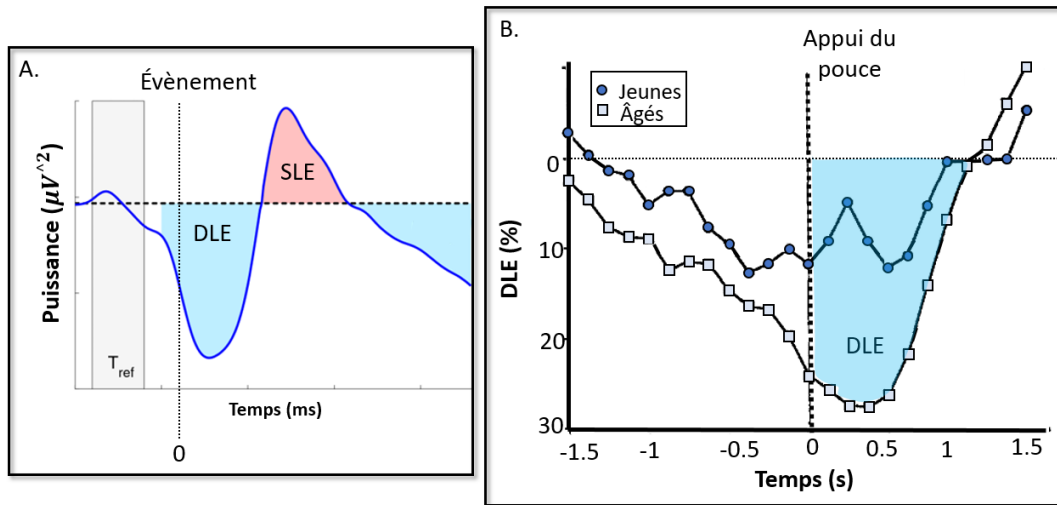 A.
Évènement
Puissance (μV^2)
SLE
DLE
T_ref
Temps (ms)
0
B.
Appui du
pouce
Jeunes
Âgés
0
10
20
30
DLE (%)
DLE
-1.5
-1
-0.5
0
0.5
1
1.5
Temps (s)